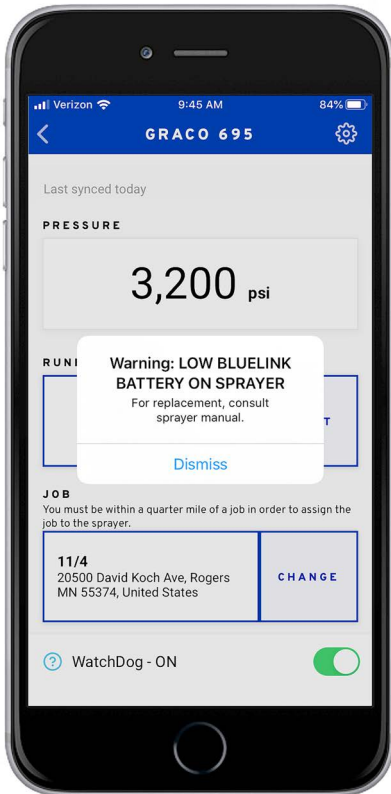 Verizon 9:45 AM 84%
GRACO 695
Last synced today
PRESSURE
3,200 psi
Warning: LOW BLUELINK
BATTERY ON SPRAYER
For replacement, consult
sprayer manual.
Dismiss
JOB
You must be within a quarter mile of a job in order to assign the
job to the sprayer.
11/4
20500 David Koch Ave, Rogers
MN 55374, United States
CHANGE
? WatchDog - ON